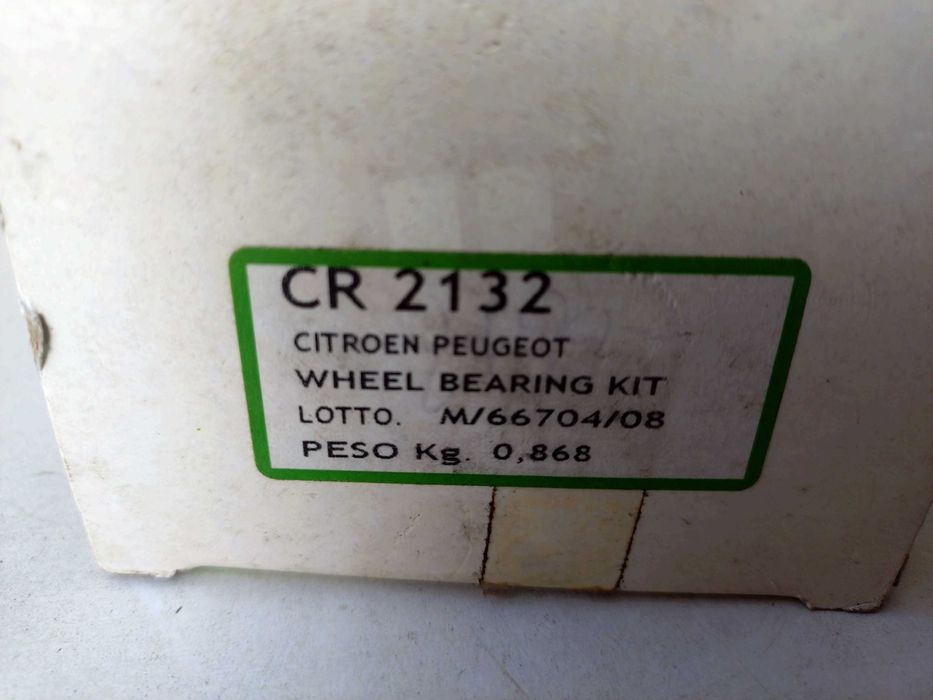 CR 2132
CITROEN PEUGEOT
WHEEL BEARING KIT
LOTTO. M/66704/08
PESO Kg. 0,868